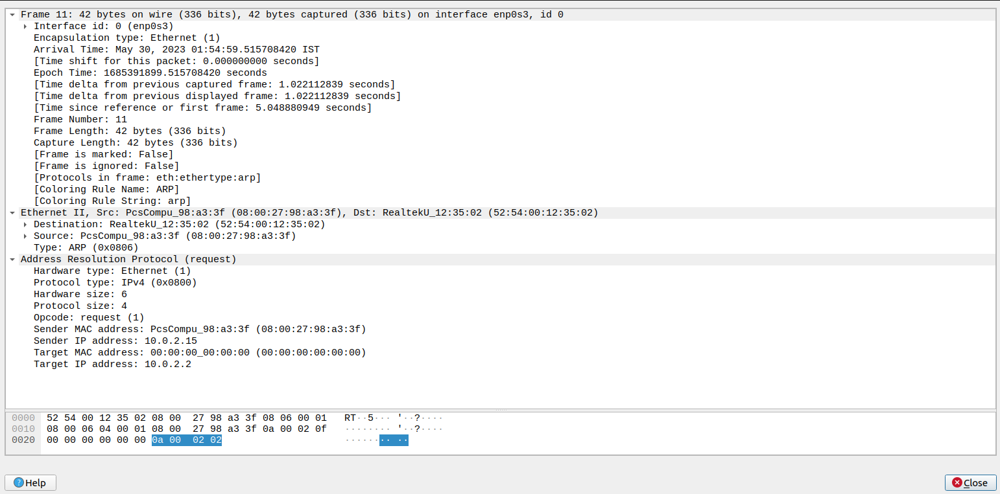 Frame 11: 42 bytes on wire (336 bits), 42 bytes captured (336 bits) on interface enp0s3, id 0
Interface id: 0 (enp0s3)
Encapsulation type: Ethernet (1)
Arrival Time: May 30, 2023 01:54:59.515708420 IST
[Time shift for this packet: 0.000000000 seconds]
Epoch Time: 1685391899.515708420 seconds
[Time delta from previous captured frame: 1.022112839 seconds]
[Time delta from previous displayed frame: 1.022112839 seconds]
[Time since reference or first frame: 5.048880949 seconds]
Frame Number: 11
Frame Length: 42 bytes (336 bits)
Capture Length: 42 bytes (336 bits)
[Frame is marked: False]
[Frame is ignored: False]
[Protocols in frame: eth:ethertype:arp]
[Coloring Rule Name: ARP]
[Coloring Rule String: arp]
Ethernet II, Src: PcsCompu_98:a3:3f (08:00:27:98:a3:3f), Dst: RealtekU_12:35:02 (52:54:00:12:35:02)
Destination: RealtekU_12:35:02 (52:54:00:12:35:02)
Source: PcsCompu_98:a3:3f (08:00:27:98:a3:3f)
Type: ARP (0x0806)
Address Resolution Protocol (request)
Hardware type: Ethernet (1)
Protocol type: IPv4 (0x0800)
Hardware size: 6
Protocol size: 4
Opcode: request (1)
Sender MAC address: PcsCompu_98:a3:3f (08:00:27:98:a3:3f)
Sender IP address: 10.0.2.15
Target MAC address: 00:00:00_00:00:00 (00:00:00:00:00:00)
Target IP address: 10.0.2.2
0000 52 54 00 12 35 02 08 00 27 98 a3 3f 08 06 00 01 RT··5··· '··?····
0010 08 00 06 04 00 01 08 00 27 98 a3 3f 0a 00 02 0f ········ '··?····
0020 00 00 00 00 00 00 0a 00 02 02 ········ ··
Help
Close